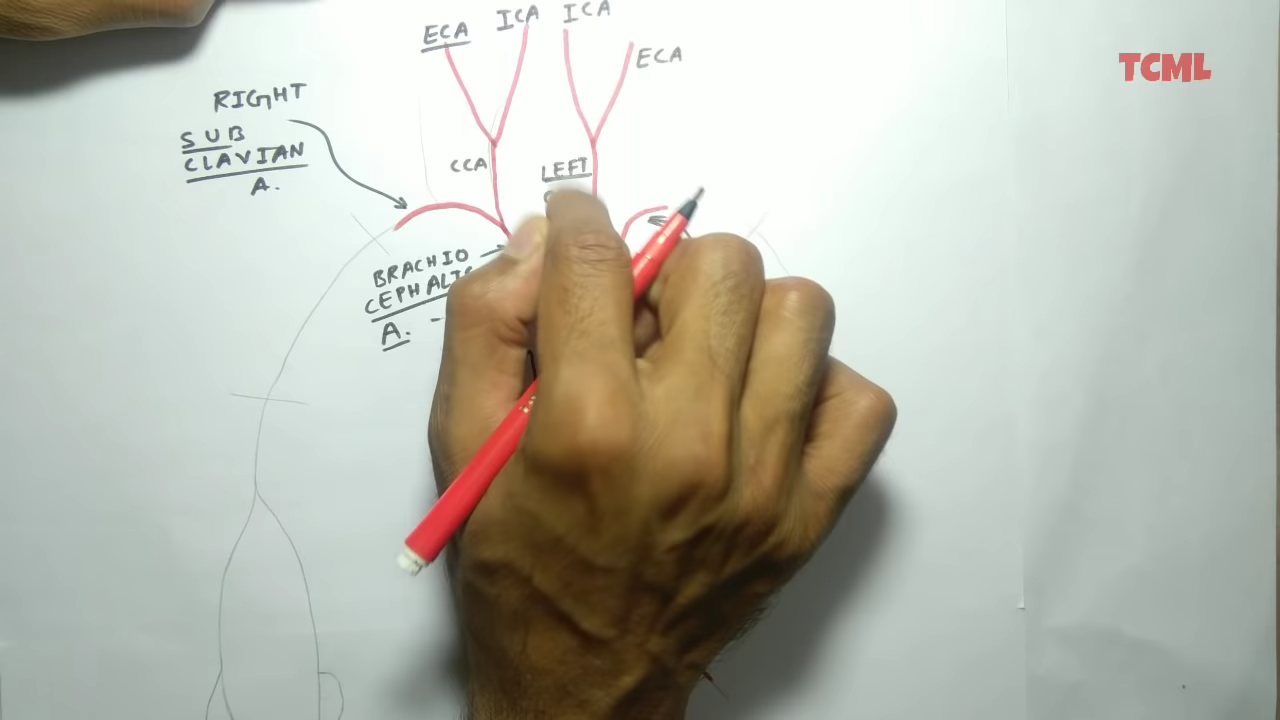 ECA ICA ICA
ECA
TCML
RIGHT
SUB
CLAVIAN
A.
CCA
LEFT
BRACHIO
A.